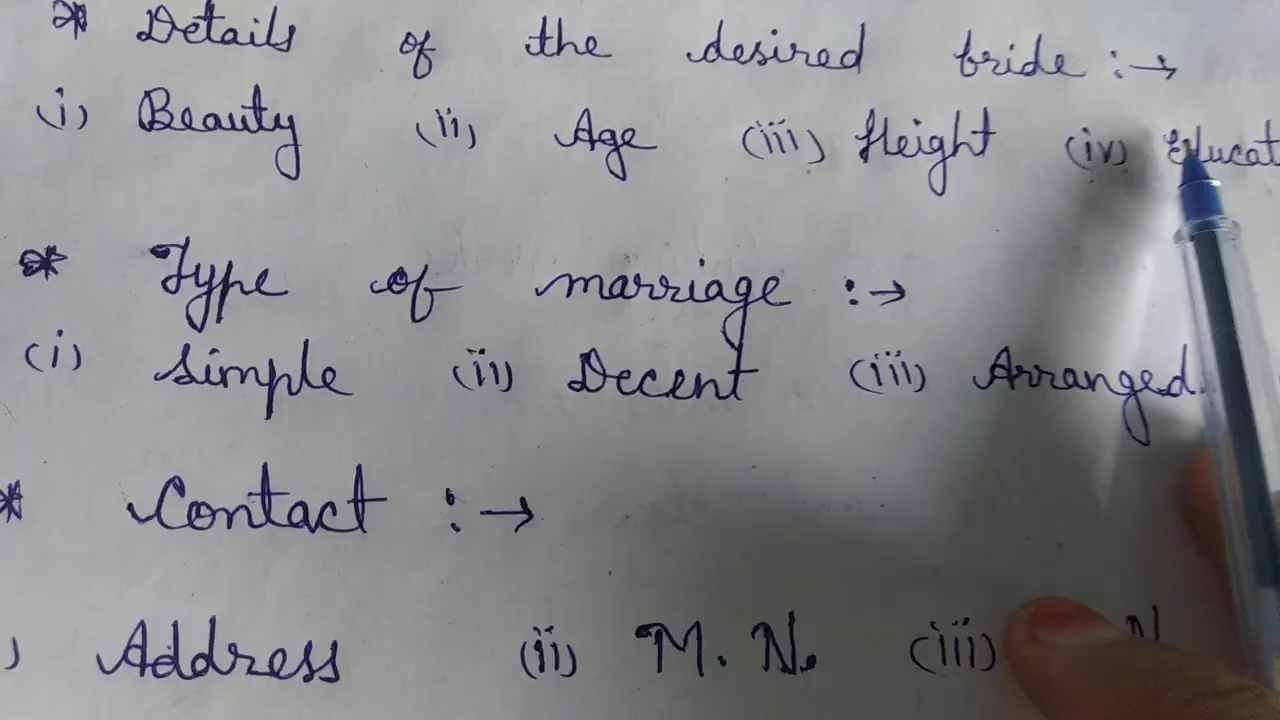 * Details of the desired bride :→
(i) Beauty (ii) Age (iii) Height (iv) Educat
* Type of marriage :→
(i) Simple (ii) Decent (iii) Arranged.
* Contact :→
) Address (ii) M. N. (iii) N